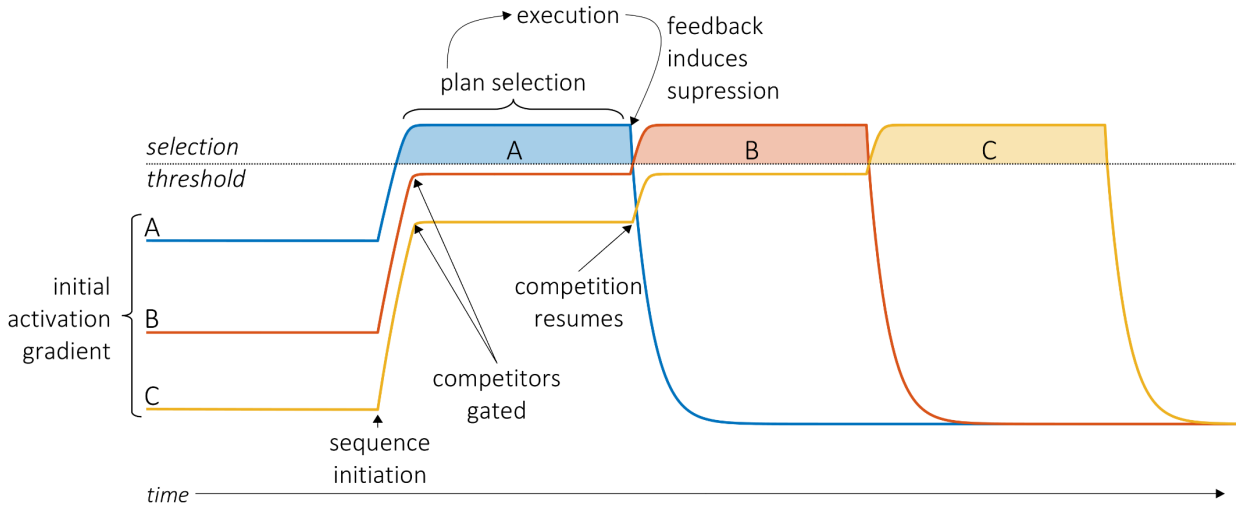 execution
feedback
induces
supression
plan selection
selection
threshold
A
B
C
A
B
C
initial
activation
gradient
competition
resumes
competitors
gated
sequence
initiation
time